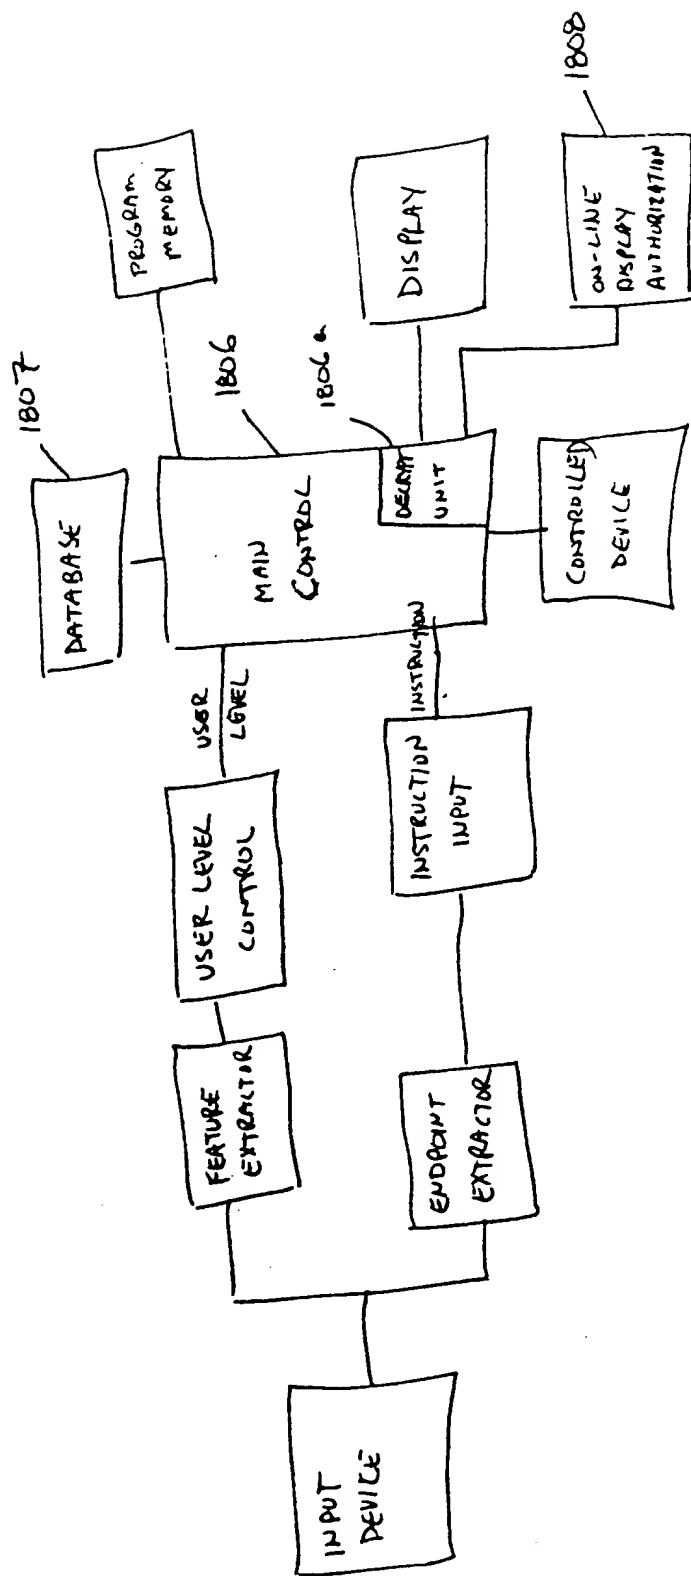 INPUT
DEVICE
FEATURE
EXTRACTOR
ENDPOINT
EXTRACTOR
USER LEVEL
CONTROL
INSTRUCTION
INPUT
USER
LEVEL
INSTRUCTION
DATABASE
1807
MAIN
CONTROL
1806
DECRYPT
UNIT
1806a
PROGRAM
MEMORY
DISPLAY
CONTROLLED
DEVICE
ON-LINE
DISPLAY
AUTHORIZATION
1808